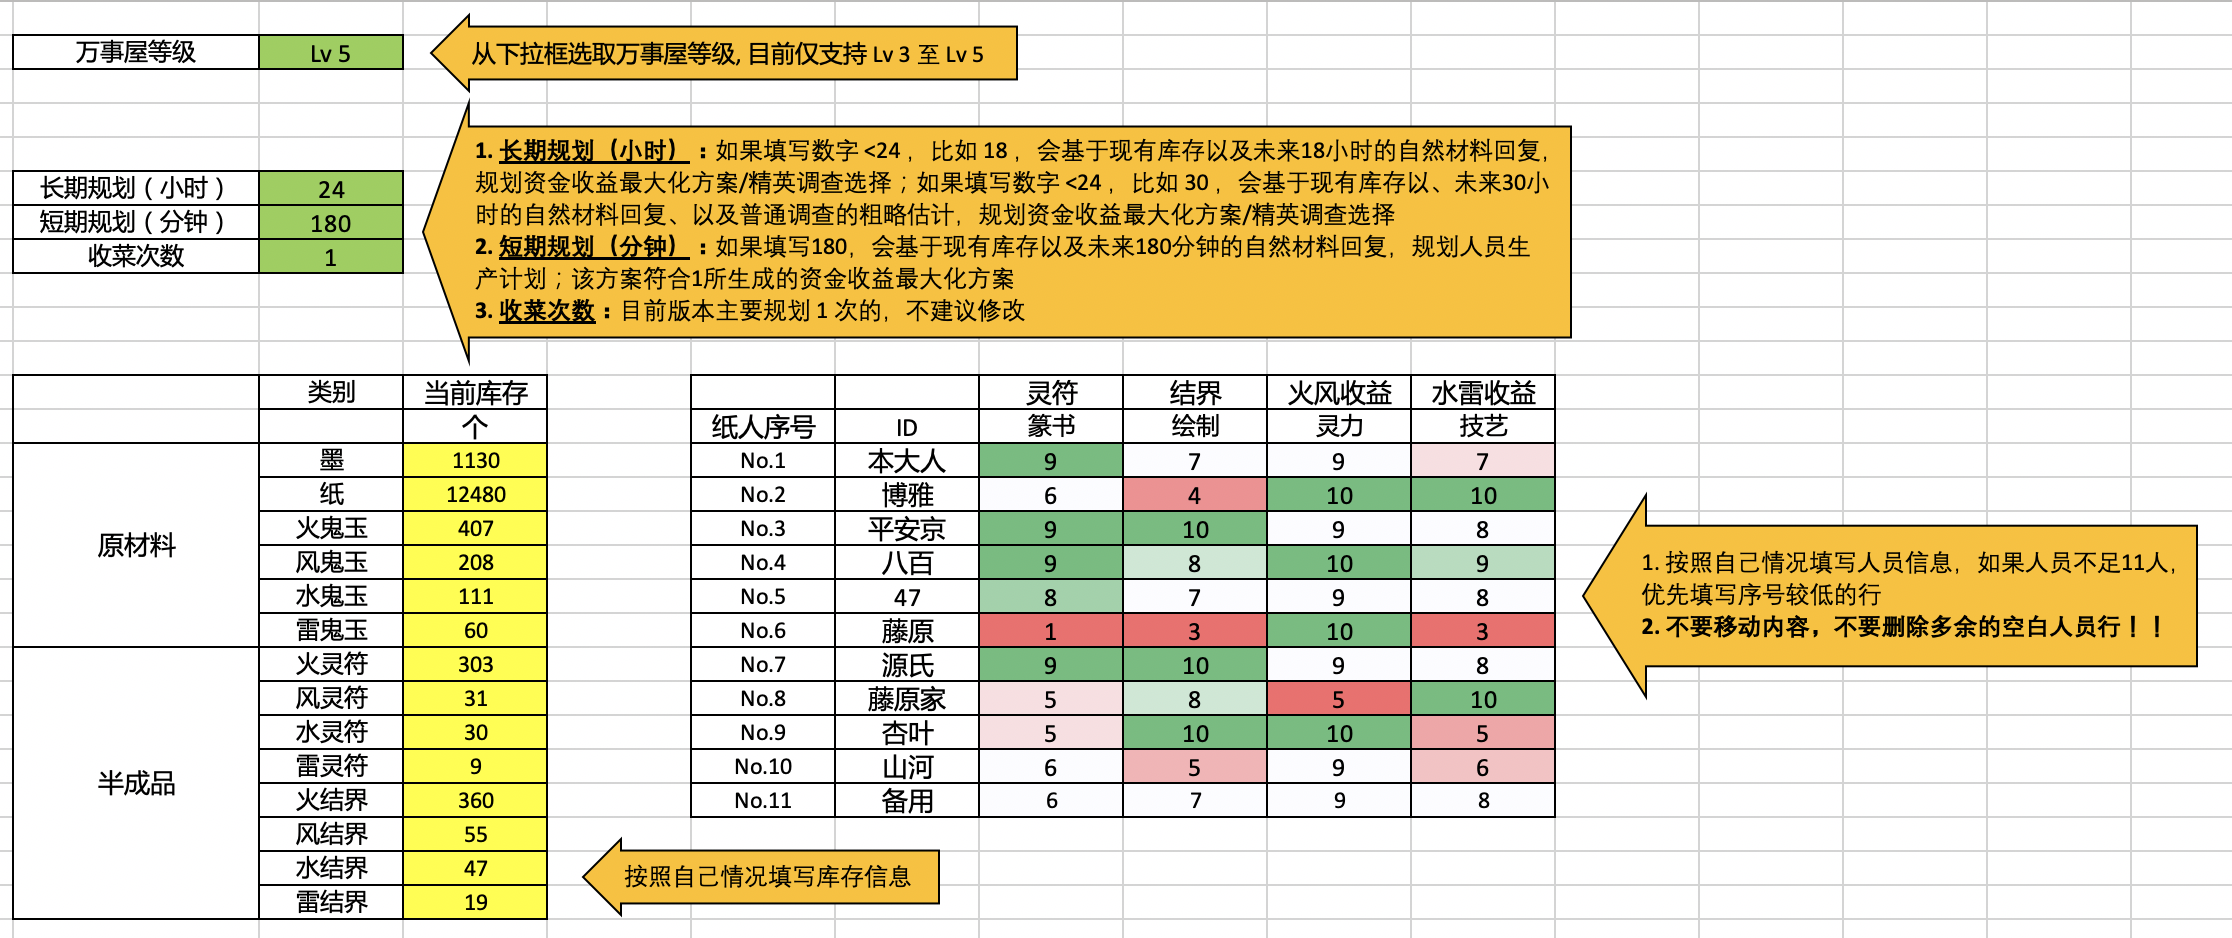 万事屋等级 Lv 5
从下拉框选取万事屋等级, 目前仅支持 Lv 3 至 Lv 5
长期规划（小时） 24
短期规划（分钟） 180
收菜次数 1
1. 长期规划（小时）：如果填写数字 <24，比如 18，会基于现有库存以及未来18小时的自然材料回复，
规划资金收益最大化方案/精英调查选择；如果填写数字 <24，比如 30，会基于现有库存以、未来30小
时的自然材料回复、以及普通调查的粗略估计，规划资金收益最大化方案/精英调查选择
2. 短期规划（分钟）：如果填写180，会基于现有库存以及未来180分钟的自然材料回复，规划人员生
产计划；该方案符合1所生成的资金收益最大化方案
3. 收菜次数：目前版本主要规划 1 次的，不建议修改
类别 当前库存
个
原材料
墨 1130
纸 12480
火鬼玉 407
风鬼玉 208
水鬼玉 111
雷鬼玉 60
半成品
火灵符 303
风灵符 31
水灵符 30
雷灵符 9
火结界 360
风结界 55
水结界 47
雷结界 19
灵符 结界 火风收益 水雷收益
纸人序号 ID 篆书 绘制 灵力 技艺
No.1 本大人 9 7 9 7
No.2 博雅 6 4 10 10
No.3 平安京 9 10 9 8
No.4 八百 9 8 10 9
No.5 47 8 7 9 8
No.6 藤原 1 3 10 3
No.7 源氏 9 10 9 8
No.8 藤原家 5 8 5 10
No.9 杏叶 5 10 10 5
No.10 山河 6 5 9 6
No.11 备用 6 7 9 8
1. 按照自己情况填写人员信息，如果人员不足11人，
优先填写序号较低的行
2. 不要移动内容，不要删除多余的空白人员行！！
按照自己情况填写库存信息